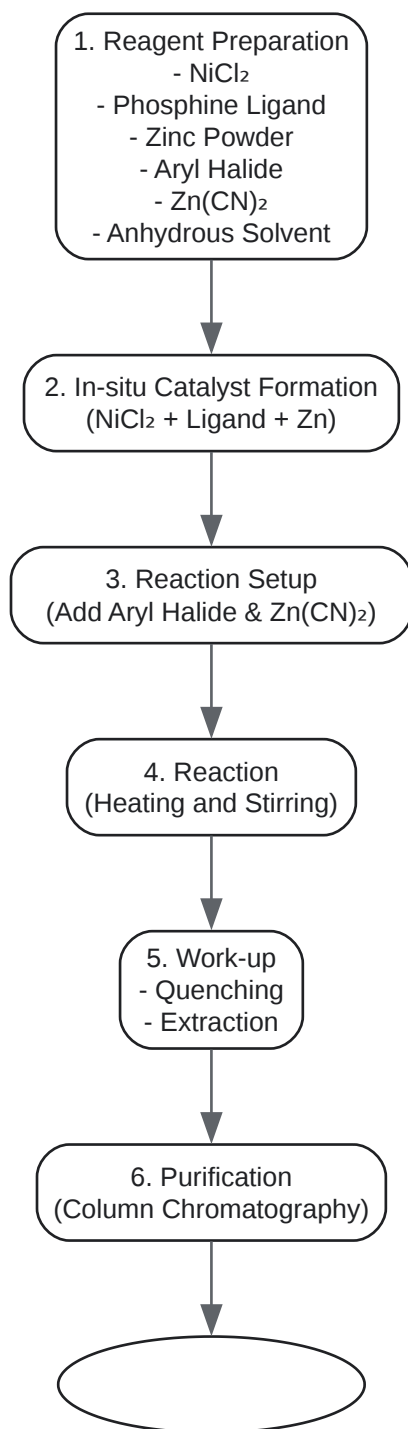 1. Reagent Preparation
- NiCl₂
- Phosphine Ligand
- Zinc Powder
- Aryl Halide
- Zn(CN)₂
- Anhydrous Solvent
2. In-situ Catalyst Formation
(NiCl₂ + Ligand + Zn)
3. Reaction Setup
(Add Aryl Halide & Zn(CN)₂)
4. Reaction
(Heating and Stirring)
5. Work-up
- Quenching
- Extraction
6. Purification
(Column Chromatography)